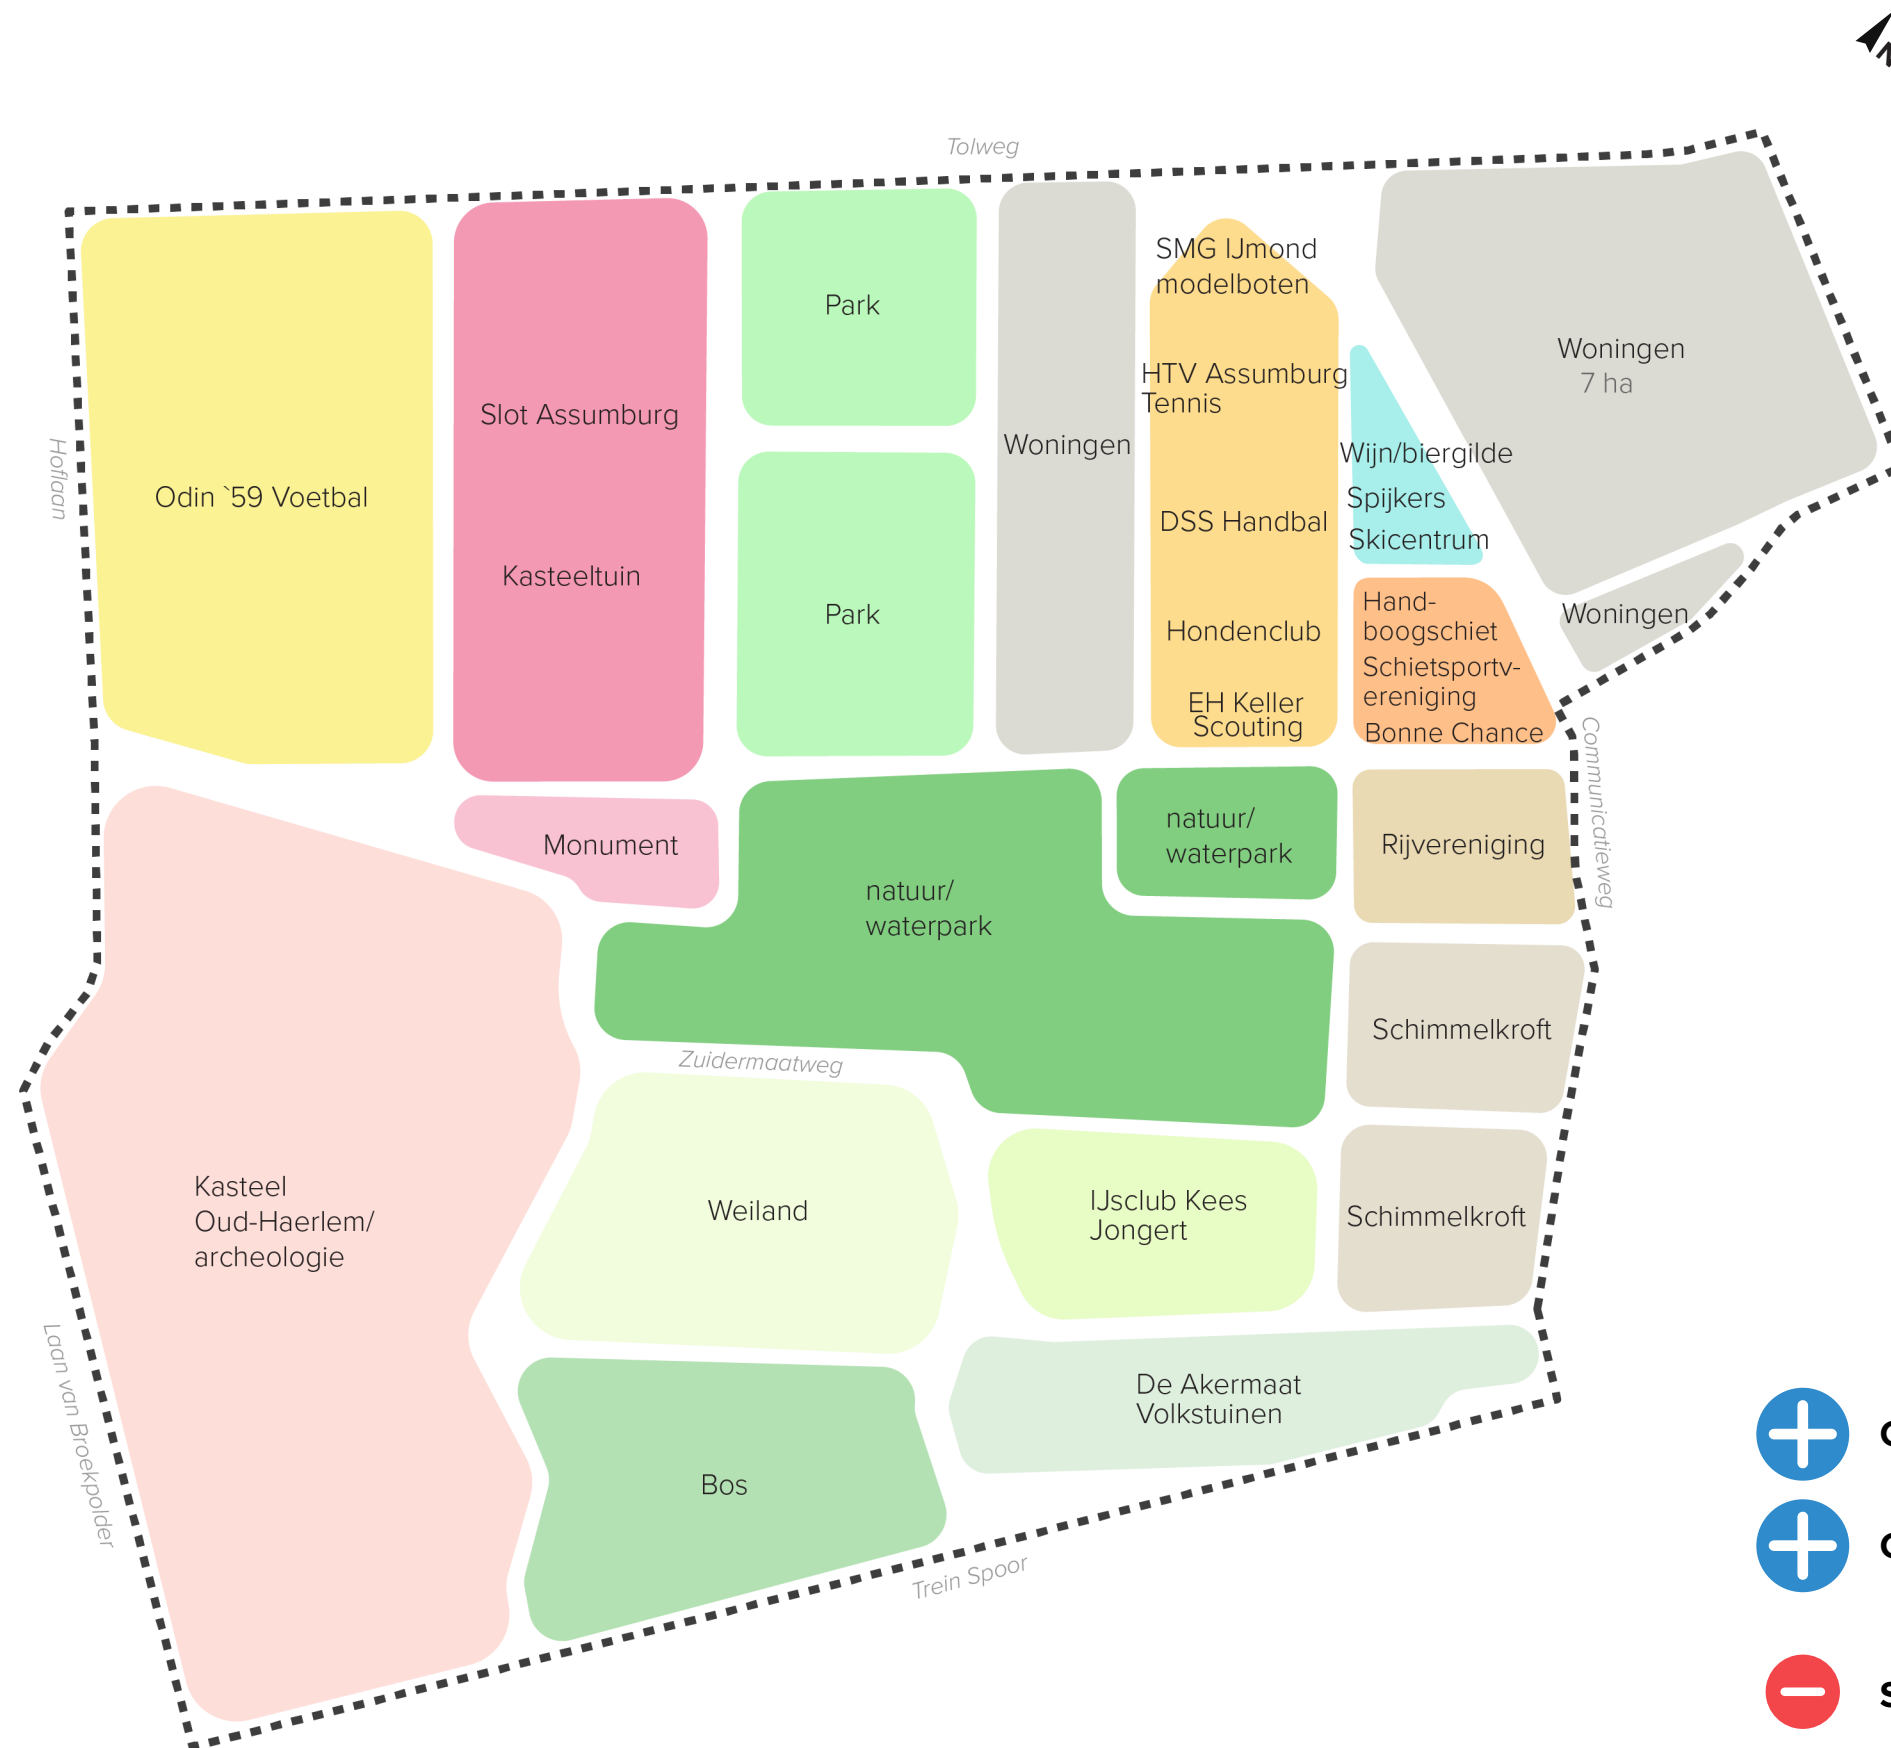 Tolweg
Hoflaan
Odin `59 Voetbal
Slot Assumburg
Kasteeltuin
Park
Park
Woningen
SMG IJmond
modelboten
HTV Assumburg
Tennis
DSS Handbal
Hondenclub
EH Keller
Scouting
Wijn/biergilde
Spijkers
Skicentrum
Woningen
7 ha
Woningen
Hand-
boogschiet
Schietsportv-
ereniging
Bonne Chance
Communicatieweg
Monument
natuur/
waterpark
natuur/
waterpark
Rijvereniging
Schimmelkroft
Zuidermaatweg
Kasteel
Oud-Haerlem/
archeologie
Weiland
IJsclub Kees
Jongert
Schimmelkroft
Laan van Broekpolder
Bos
De Akermaat
Volkstuinen
Trein Spoor